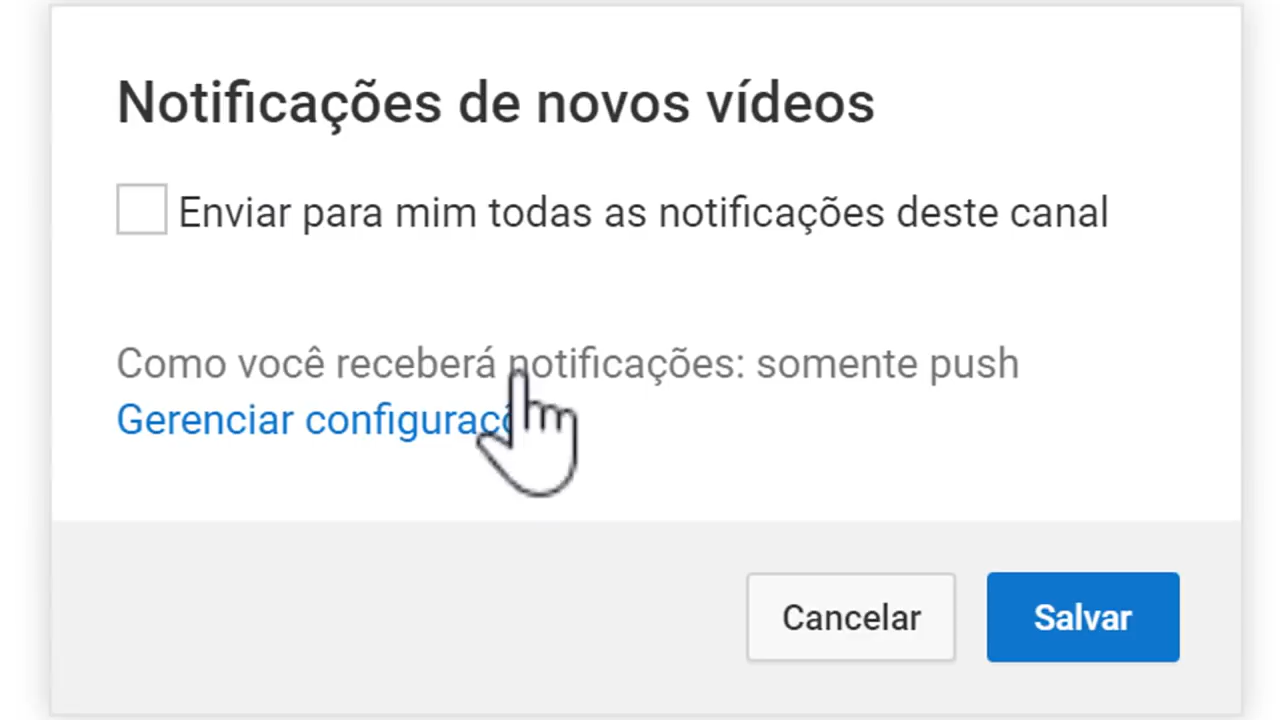 Notificações de novos vídeos
Enviar para mim todas as notificações deste canal
Como você receberá notificações: somente push
Gerenciar
Cancelar
Salvar